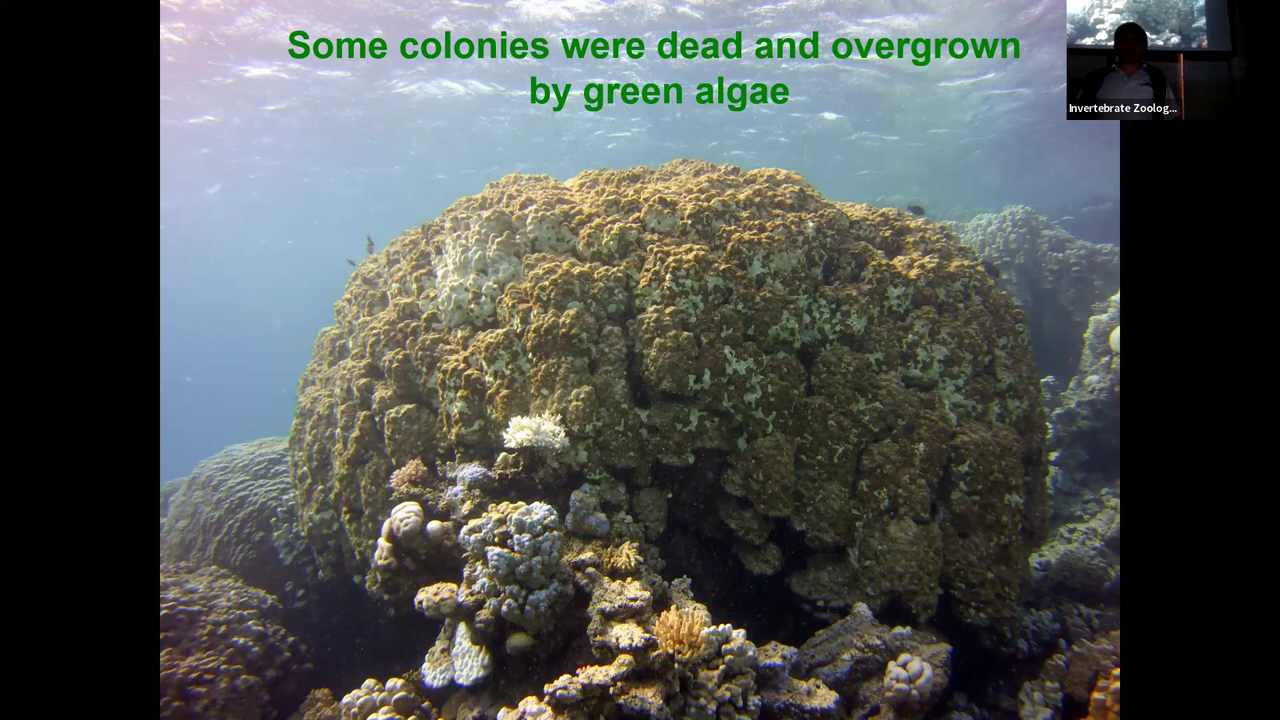 Some colonies were dead and overgrown
by green algae
Invertebrate Zoolog...